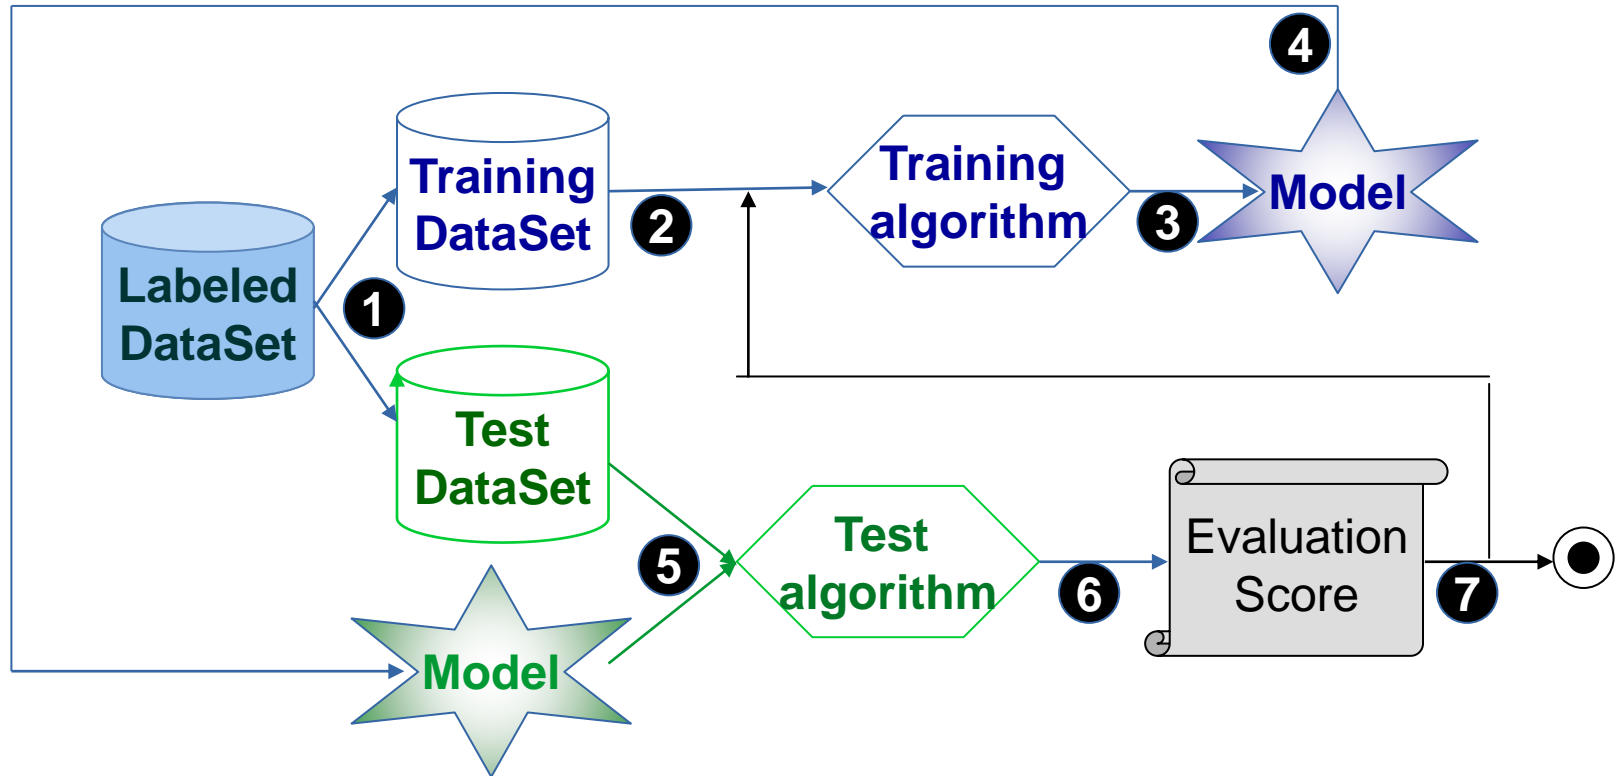 4
Training
DataSet
2
Training
algorithm
3
Model
Labeled
DataSet
1
Test
DataSet
5
Model
Test
algorithm
6
Evaluation
Score
7